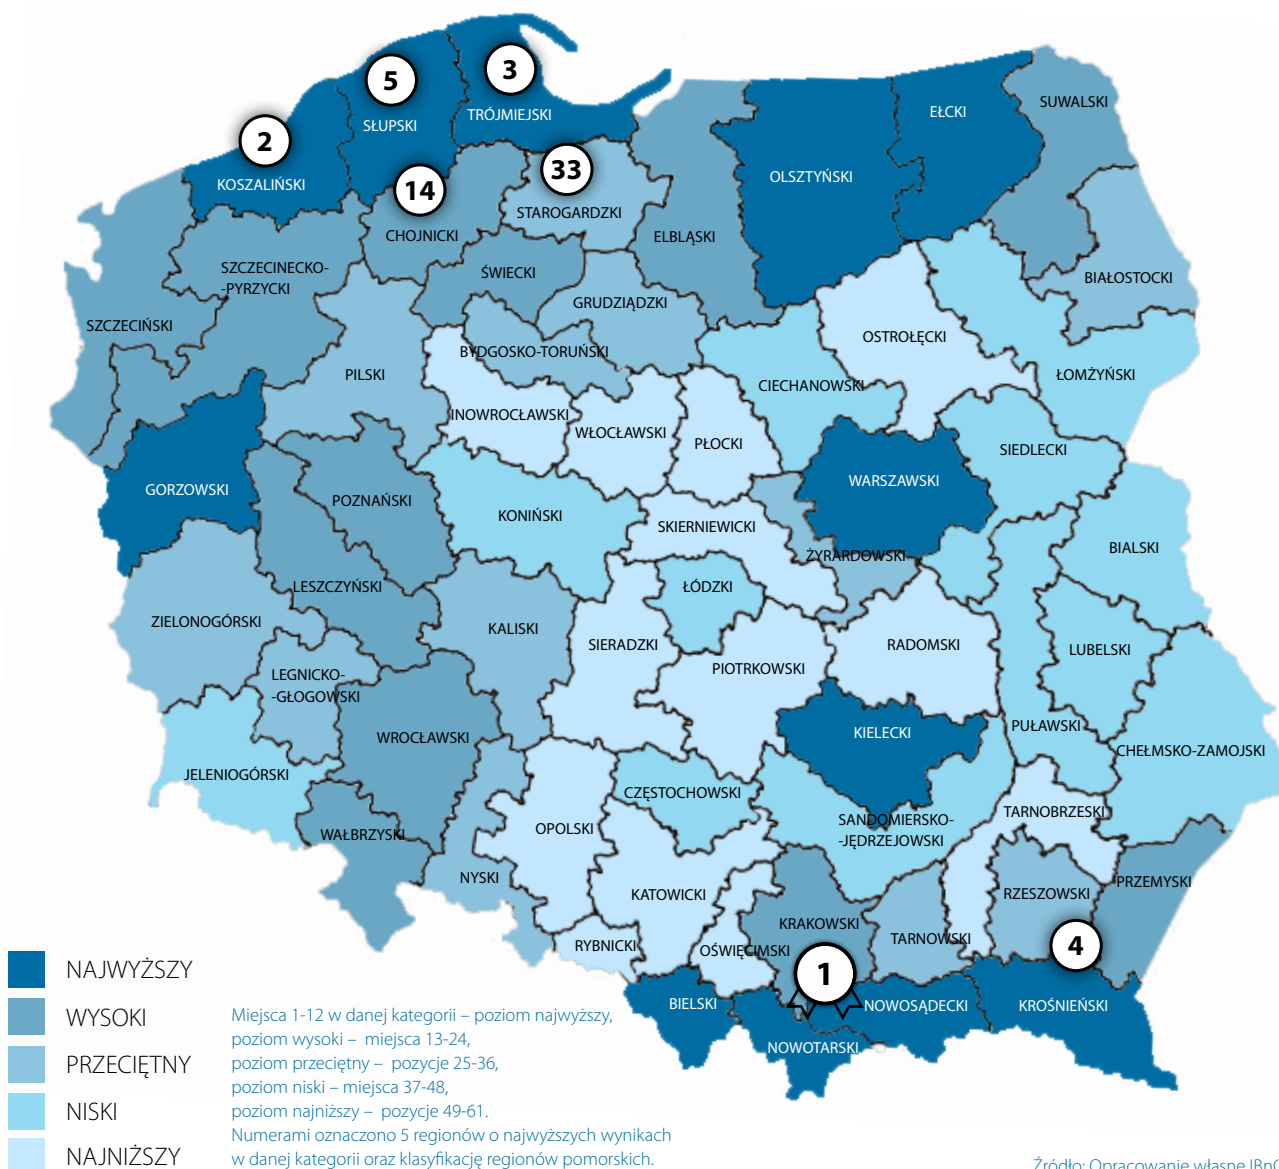 3
5
SUWALSKI
EŁCKI
TRÓJMIEJSKI
SŁUPSKI
2
33
OLSZTYŃSKI
KOSZALIŃSKI
14
STAROGARDZKI
CHOJNICKI
ELBLĄSKI
SZCZECINECKO-
-PYRZYCKI
ŚWIECKI
BIAŁOSTOCKI
GRUDZIĄDZKI
SZCZECIŃSKI
OSTROŁĘCKI
BYDGOSKO-TORUŃSKI
PILSKI
ŁOMŻYŃSKI
CIECHANOWSKI
INOWROCŁAWSKI
WŁOCŁAWSKI
PŁOCKI
SIEDLECKI
WARSZAWSKI
GORZOWSKI
POZNAŃSKI
KONIŃSKI
SKIERNIEWICKI
BIALSKI
ŻYRARDOWSKI
LESZCZYŃSKI
ŁÓDZKI
ZIELONOGÓRSKI
KALISKI
SIERADZKI
RADOMSKI
LUBELSKI
PIOTRKOWSKI
LEGNICKO-
-GŁOGOWSKI
PUŁAWSKI
KIELECKI
WROCŁAWSKI
CHEŁMSKO-ZAMOJSKI
JELENIOGÓRSKI
CZĘSTOCHOWSKI
TARNOBRZESKI
SANDOMIERSKO-
-JĘDRZEJOWSKI
OPOLSKI
WAŁBRZYSKI
NYSKI
PRZEMYSKI
RZESZOWSKI
KATOWICKI
KRAKOWSKI
TARNOWSKI
4
RYBNICKI
OŚWIĘCIMSKI
1
BIELSKI
NOWOSĄDECKI
KROŚNIEŃSKI
NOWOTARSKI
NAJWYŻSZY
WYSOKI
PRZECIĘTNY
NISKI
NAJNIŻSZY
Miejsca 1-12 w danej kategorii – poziom najwyższy,
poziom wysoki – miejsca 13-24,
poziom przeciętny – pozycje 25-36,
poziom niski – miejsca 37-48,
poziom najniższy – pozycje 49-61.
Numerami oznaczono 5 regionów o najwyższych wynikach
w danej kategorii oraz klasyfikację regionów pomorskich.
Źródło: Opracowanie własne IBnG